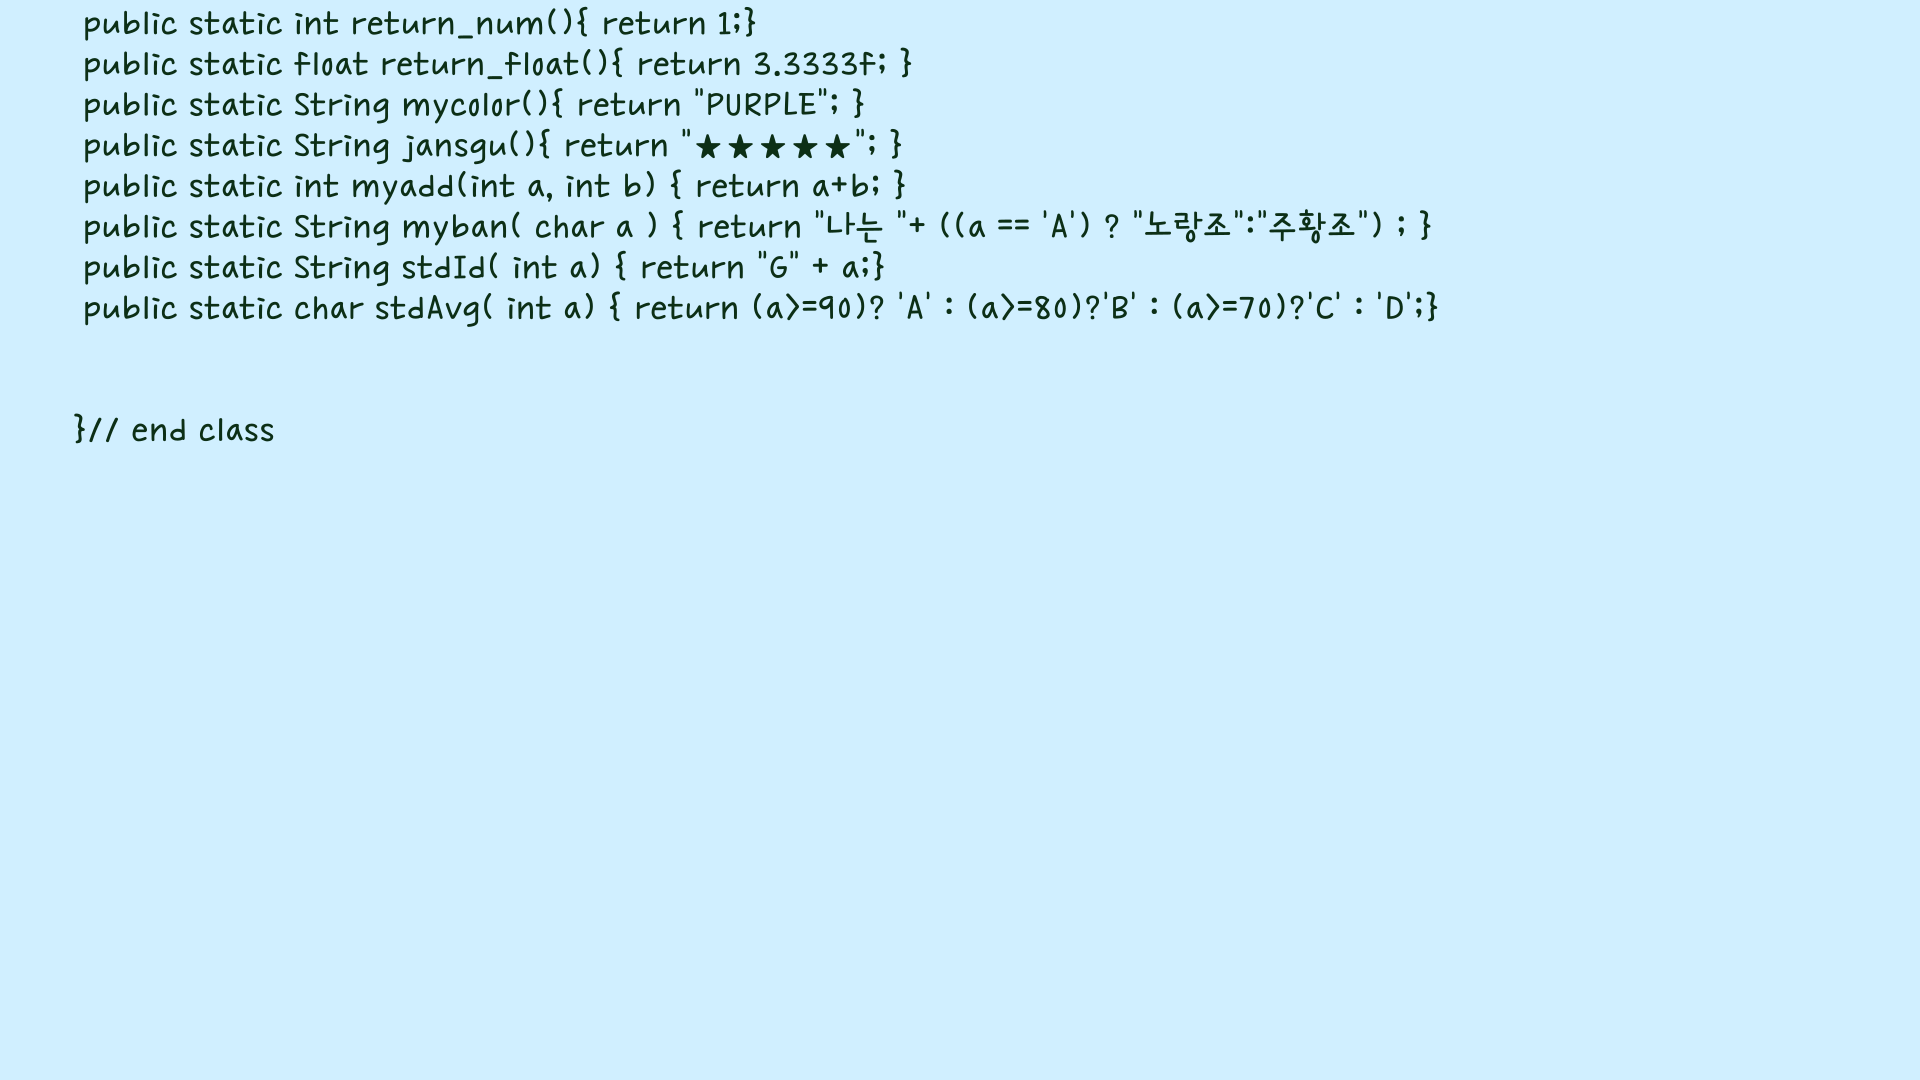 public static int return_num(){ return 1;}
public static float return_float(){ return 3.3333f; }
public static String mycolor(){ return "PURPLE"; }
public static String jansgu(){ return "★★★★★"; }
public static int myadd(int a, int b) { return a+b; }
public static String myban( char a ) { return "나는 "+ ((a == 'A') ? "노랑조":"주황조") ; }
public static String stdId( int a) { return "G" + a;}
public static char stdAvg( int a) { return (a>=90)? 'A' : (a>=80)?'B' : (a>=70)?'C' : 'D';}
}// end class